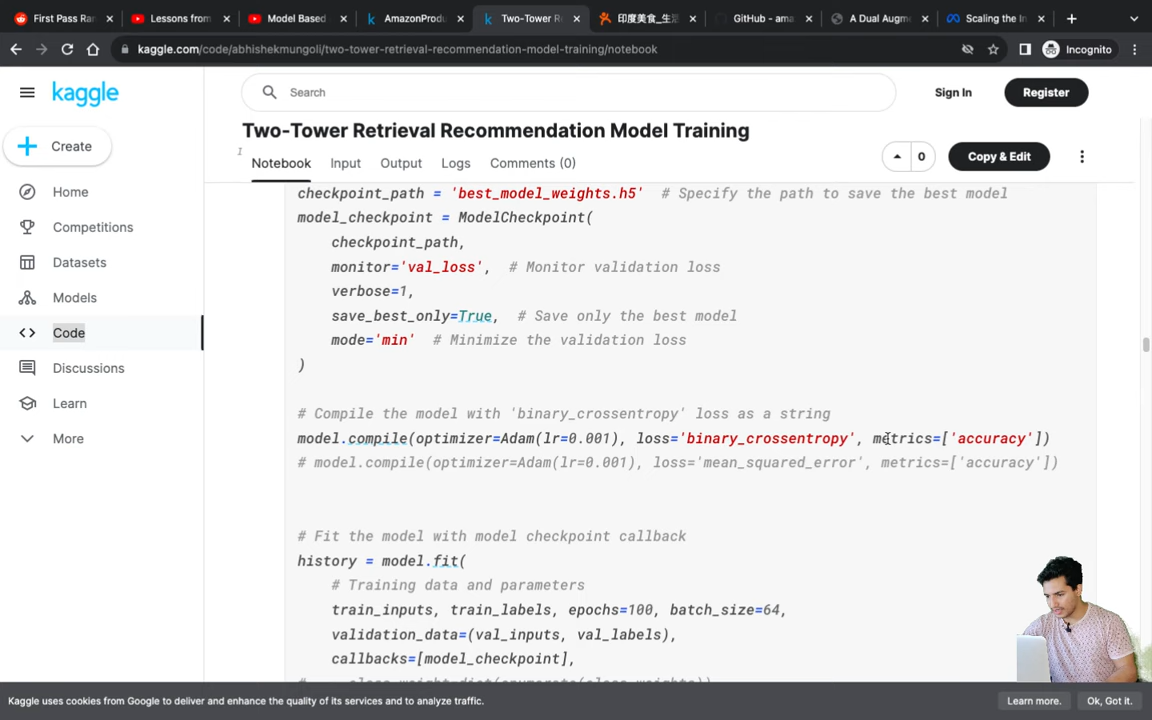 First Pass Ran
Lessons from
Model Based
AmazonProdu
Two-Tower Re
印度美食_生活
GitHub - ama
A Dual Augme
Scaling the In
kaggle.com/code/abhishekmungoli/two-tower-retrieval-recommendation-model-training/notebook
Incognito
kaggle
Search
Sign In
Register
Create
Home
Competitions
Datasets
Models
Code
Discussions
Learn
More
Two-Tower Retrieval Recommendation Model Training
1
Notebook Input Output Logs Comments (0)
0
Copy & Edit
checkpoint_path = 'best_model_weights.h5' # Specify the path to save the best model
model_checkpoint = ModelCheckpoint(
checkpoint_path,
monitor='val_loss', # Monitor validation loss
verbose=1,
save_best_only=True, # Save only the best model
mode='min' # Minimize the validation loss
)
# Compile the model with 'binary_crossentropy' loss as a string
model.compile(optimizer=Adam(lr=0.001), loss='binary_crossentropy', metrics=['accuracy'])
# model.compile(optimizer=Adam(lr=0.001), loss='mean_squared_error', metrics=['accuracy'])
# Fit the model with model checkpoint callback
history = model.fit(
# Training data and parameters
train_inputs, train_labels, epochs=100, batch_size=64,
validation_data=(val_inputs, val_labels),
callbacks=[model_checkpoint],
Kaggle uses cookies from Google to deliver and enhance the quality of its services and to analyze traffic.
Learn more.
Ok, Got it.